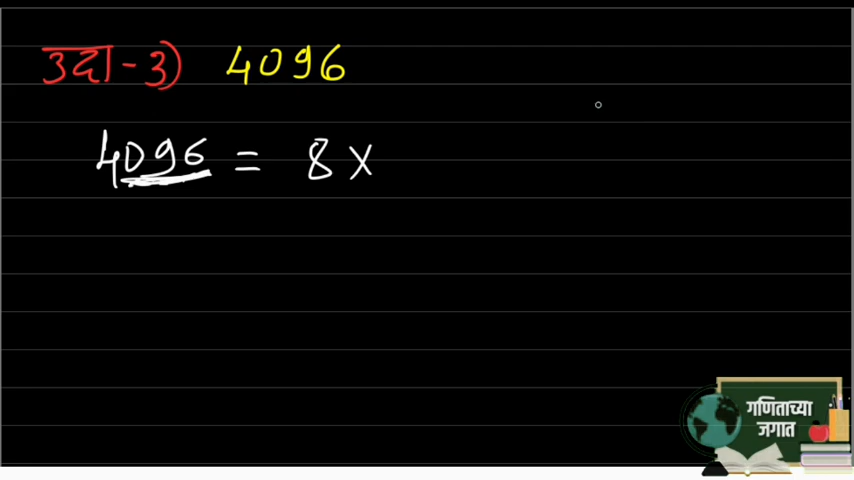 उदा - 3) 4096
4096 = 8 ×
गणिताच्या
जगात